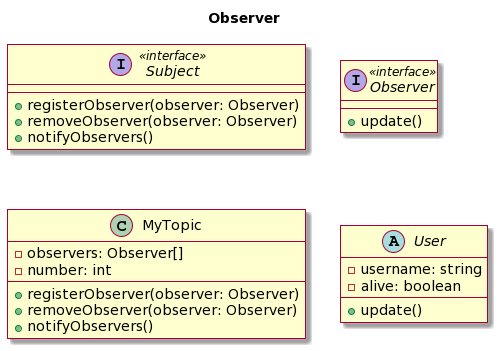 Observer
I «interface»
Subject
registerObserver(observer: Observer)
removeObserver(observer: Observer)
notifyObservers()
I «interface»
Observer
update()
C MyTopic
observers: Observer[]
number: int
registerObserver(observer: Observer)
removeObserver(observer: Observer)
notifyObservers()
A User
username: string
alive: boolean
update()